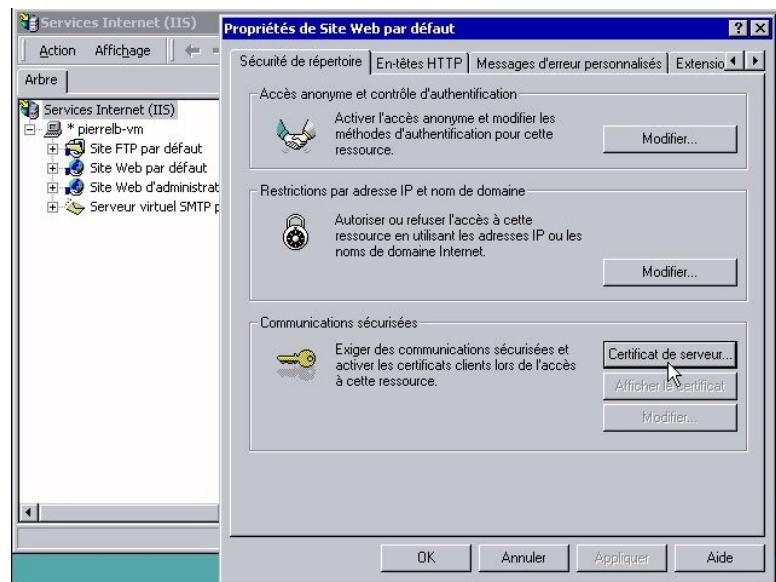 Services Internet (IIS)
Action Affichage
Arbre
Services Internet (IIS)
* pierrelb-vm
Site FTP par défaut
Site Web par défaut
Site Web d'administrat
Serveur virtuel SMTP p
Propriétés de Site Web par défaut
Sécurité de répertoire En-têtes HTTP Messages d'erreur personnalisés Extensio
Accès anonyme et contrôle d'authentification
Activer l'accès anonyme et modifier les
méthodes d'authentification pour cette
ressource.
Modifier...
Restrictions par adresse IP et nom de domaine
Autoriser ou refuser l'accès à cette
ressource en utilisant les adresses IP ou les
noms de domaine Internet.
Modifier...
Communications sécurisées
Exiger des communications sécurisées et
activer les certificats clients lors de l'accès
à cette ressource.
Certificat de serveur...
Afficher le certificat
Modifier...
OK Annuler Appliquer Aide